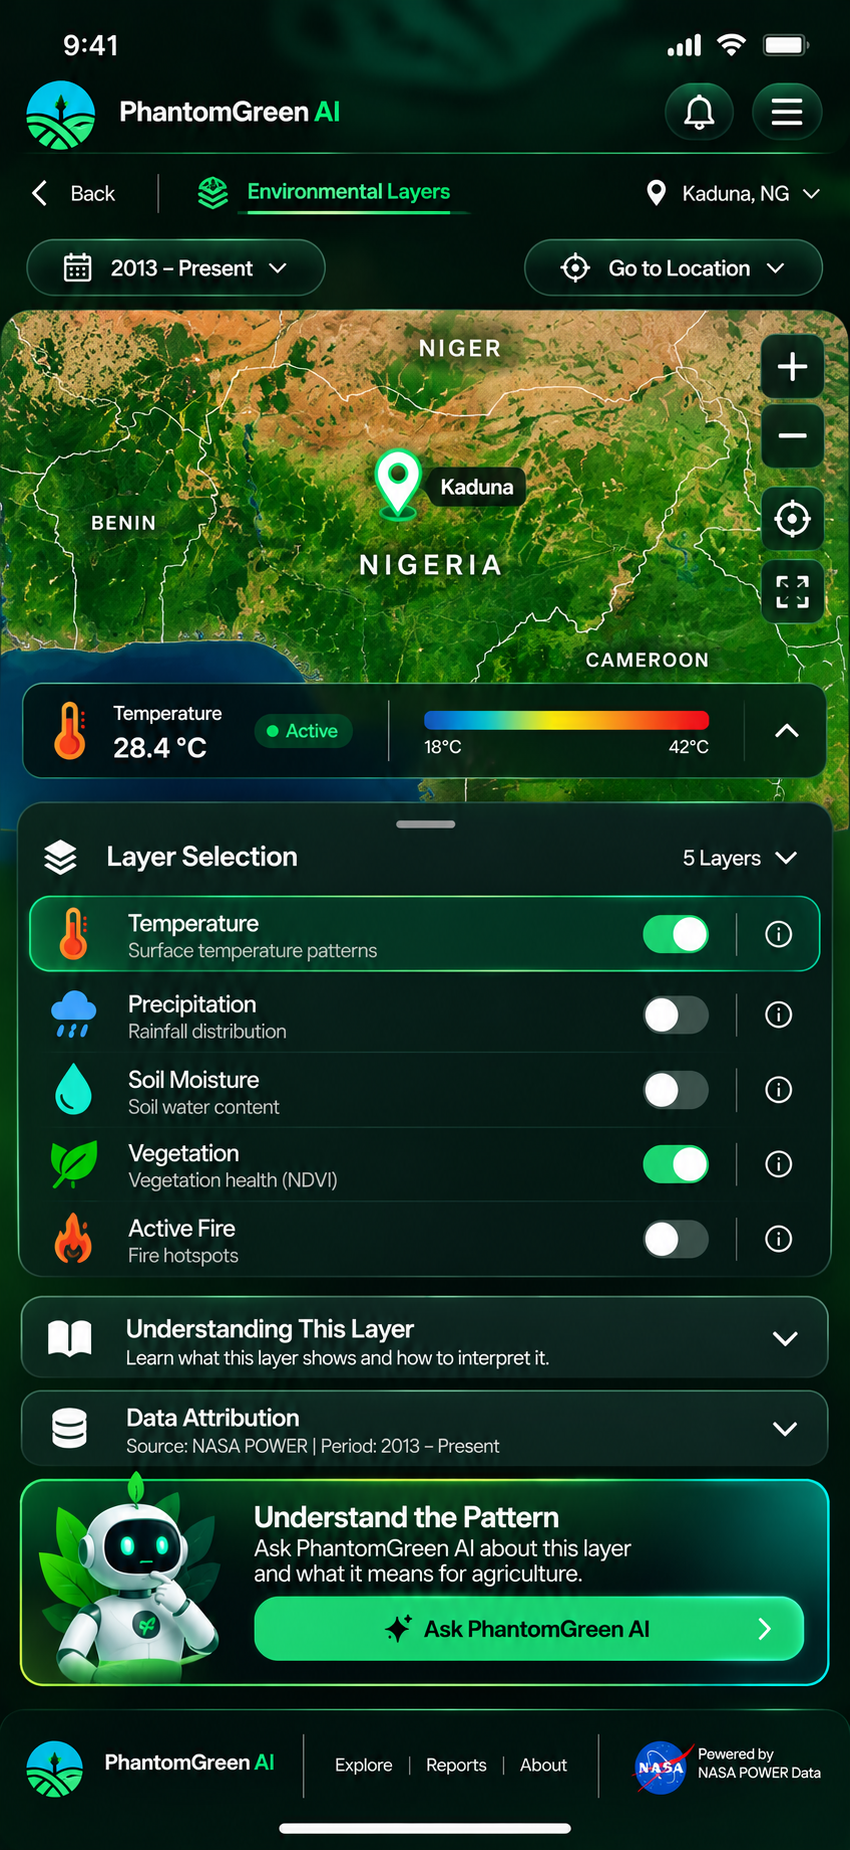 9:41
PhantomGreen AI
Back
Environmental Layers
Kaduna, NG
2013 – Present
Go to Location
NIGER
Kaduna
BENIN
NIGERIA
CAMEROON
Temperature
28.4 °C
Active
18°C
42°C
Layer Selection
5 Layers
Temperature
Surface temperature patterns
Precipitation
Rainfall distribution
Soil Moisture
Soil water content
Vegetation
Vegetation health (NDVI)
Active Fire
Fire hotspots
Understanding This Layer
Learn what this layer shows and how to interpret it.
Data Attribution
Source: NASA POWER | Period: 2013 – Present
Understand the Pattern
Ask PhantomGreen AI about this layer
and what it means for agriculture.
Ask PhantomGreen AI
PhantomGreen AI
Explore | Reports | About
NASA
Pewered by
NASA POWER Data